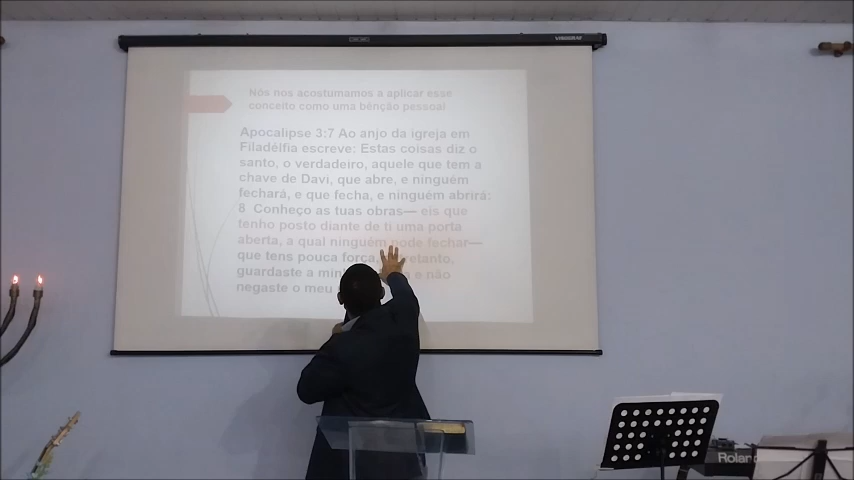 VISOGRAF
Nós nos acostumamos a aplicar esse
conceito como uma bênção pessoal
Apocalipse 3:7 Ao anjo da igreja em
Filadélfia escreve: Estas coisas diz o
santo, o verdadeiro, aquele que tem a
chave de Davi, que abre, e ninguém
fechará, e que fecha, e ninguém abrirá:
8 Conheço as tuas obras— eis que
tenho posto diante de ti uma porta
aberta, a qual ninguém pode fechar—
que tens pouca força,
guardaste a e não
negaste o meu
Roland